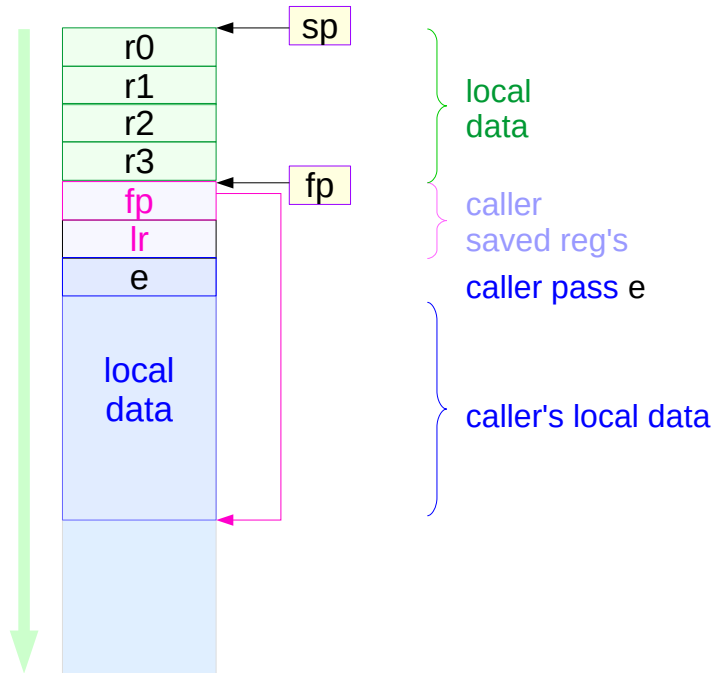 sp
r0
r1
r2
r3
fp
fp
lr
e
local
data
local
data
caller
saved reg's
caller pass e
caller's local data